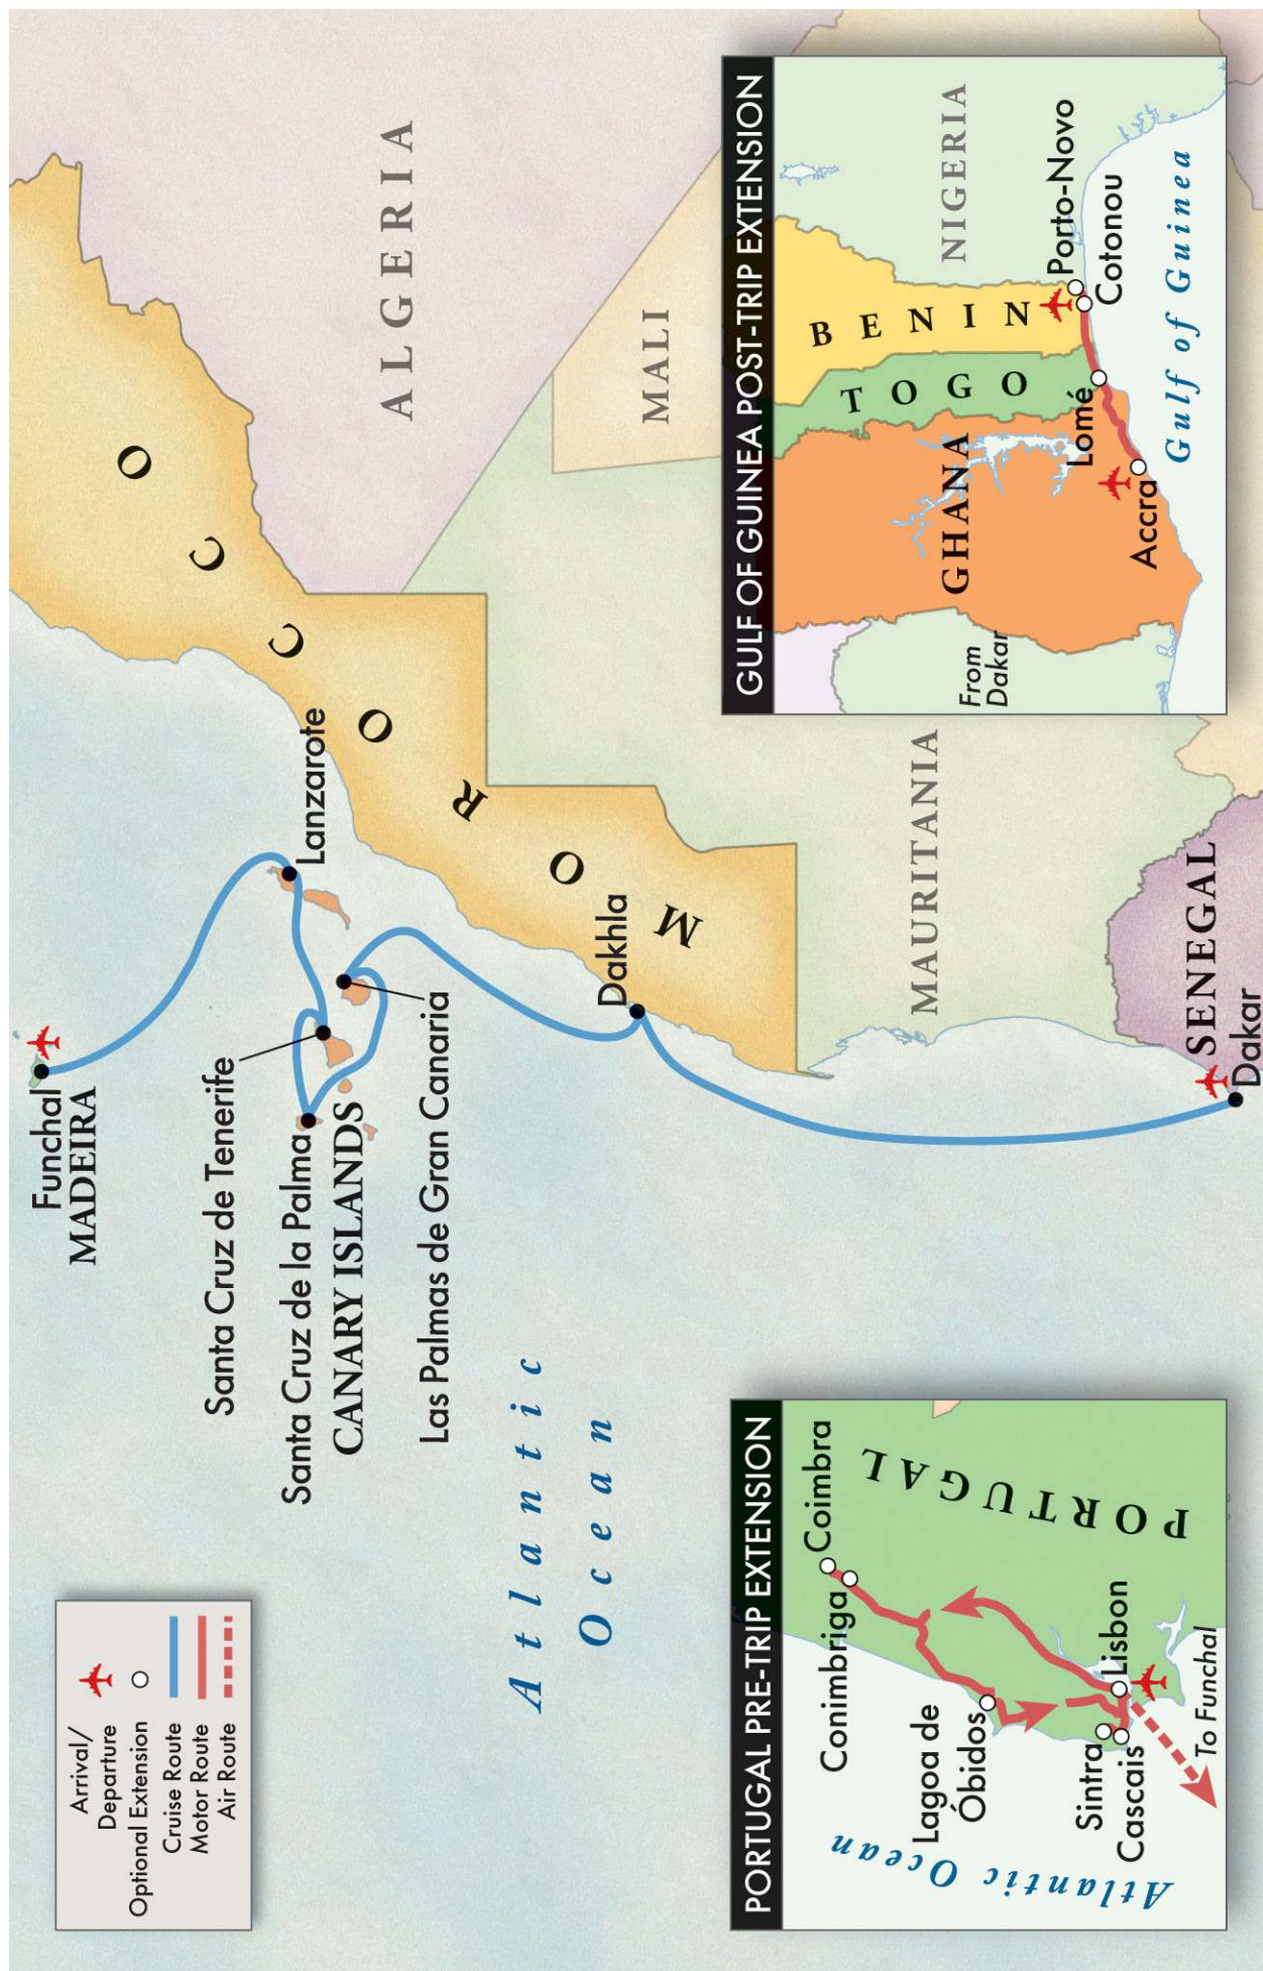 Arrival/
Departure
Optional Extension
Cruise Route
Motor Route
Air Route
Funchal
MADEIRA
Santa Cruz de Tenerife
Santa Cruz de la Palma
CANARY ISLANDS
Las Palmas de Gran Canaria
Lanzarote
MOROCCO
ALGERIA
MALI
Dakhla
MAURITANIA
SENEGAL
Dakar
Atlantic
Ocean
PORTUGAL PRE-TRIP EXTENSION
Coimbra
Conimbriga
PORTUGAL
Lagoa de
Óbidos
Sintra
Cascais
Lisbon
To Funchal
Atlantic Ocean
GULF OF GUINEA POST-TRIP EXTENSION
BENIN
TOGO
GHANA
NIGERIA
Porto-Novo
Cotonou
Lomé
Accra
From
Dakar
Gulf of Guinea